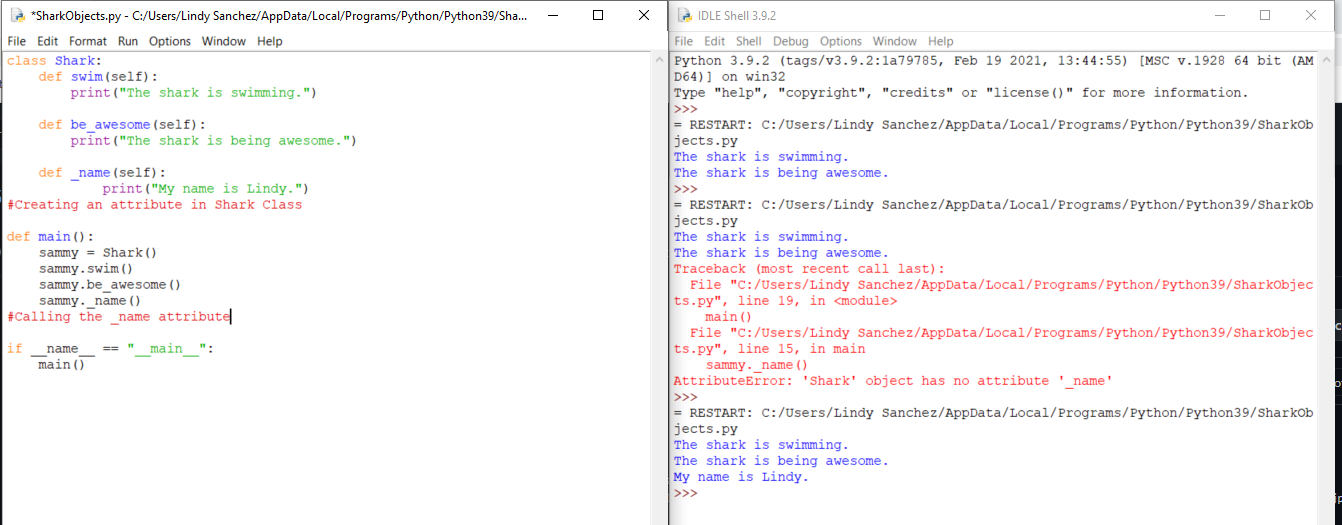 *SharkObjects.py - C:/Users/Lindy Sanchez/AppData/Local/Programs/Python/Python39/Sha...
File Edit Format Run Options Window Help
class Shark:
    def swim(self):
        print("The shark is swimming.")
    def be_awesome(self):
        print("The shark is being awesome.")
    def _name(self):
            print("My name is Lindy.")
#Creating an attribute in Shark Class
def main():
    sammy = Shark()
    sammy.swim()
    sammy.be_awesome()
    sammy._name()
#Calling the _name attribute
if __name__ == "__main__":
    main()
IDLE Shell 3.9.2
File Edit Shell Debug Options Window Help
Python 3.9.2 (tags/v3.9.2:1a79785, Feb 19 2021, 13:44:55) [MSC v.1928 64 bit (AM
D64)] on win32
Type "help", "copyright", "credits" or "license()" for more information.
>>>
= RESTART: C:/Users/Lindy Sanchez/AppData/Local/Programs/Python/Python39/SharkOb
jects.py
The shark is swimming.
The shark is being awesome.
>>>
= RESTART: C:/Users/Lindy Sanchez/AppData/Local/Programs/Python/Python39/SharkOb
jects.py
The shark is swimming.
The shark is being awesome.
Traceback (most recent call last):
  File "C:/Users/Lindy Sanchez/AppData/Local/Programs/Python/Python39/SharkObjec
ts.py", line 19, in <module>
    main()
  File "C:/Users/Lindy Sanchez/AppData/Local/Programs/Python/Python39/SharkObjec
ts.py", line 15, in main
    sammy._name()
AttributeError: 'Shark' object has no attribute '_name'
>>>
= RESTART: C:/Users/Lindy Sanchez/AppData/Local/Programs/Python/Python39/SharkOb
jects.py
The shark is swimming.
The shark is being awesome.
My name is Lindy.
>>>